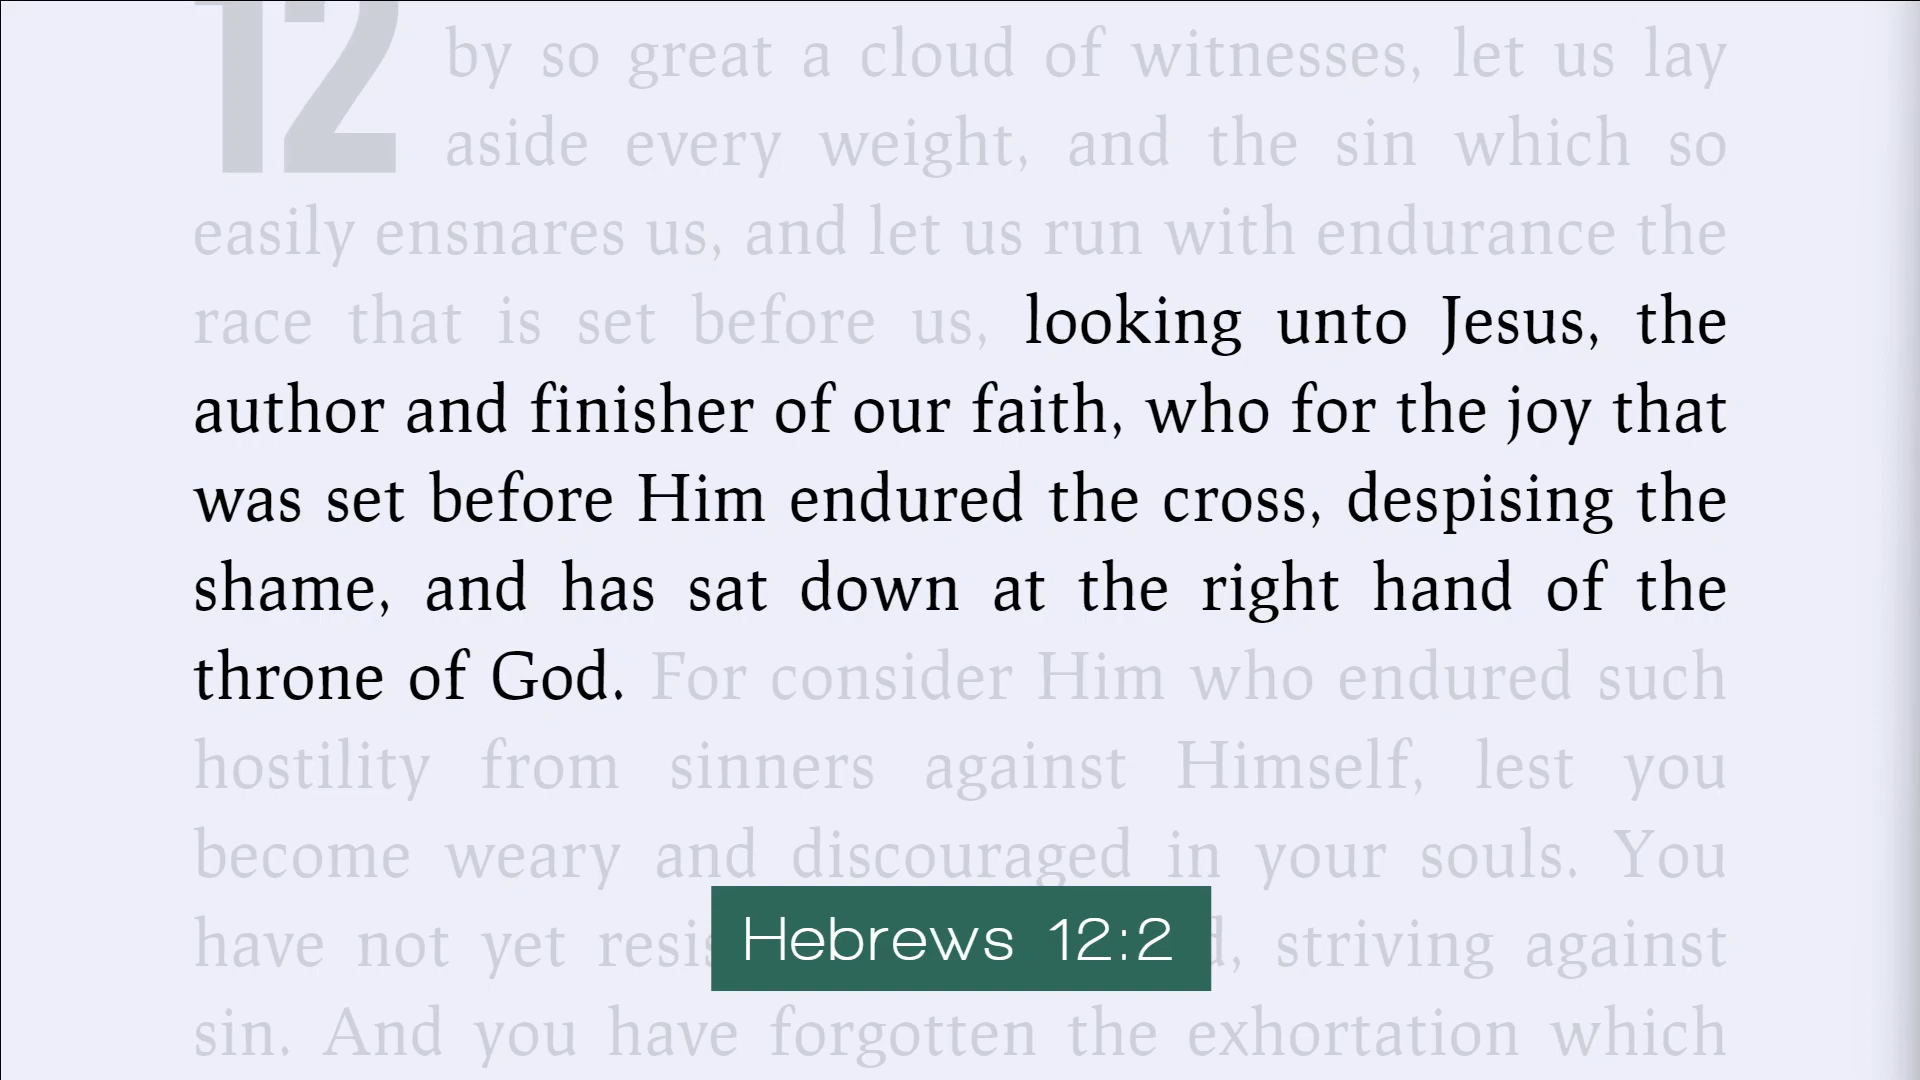 12
by so great a cloud of witnesses, let us lay
aside every weight, and the sin which so
easily ensnares us, and let us run with endurance the
race that is set before us, looking unto Jesus, the
author and finisher of our faith, who for the joy that
was set before Him endured the cross, despising the
shame, and has sat down at the right hand of the
throne of God. For consider Him who endured such
hostility from sinners against Himself, lest you
become weary and discouraged in your souls. You
have not yet striving against
Hebrews 12:2
sin. And you have forgotten the exhortation which